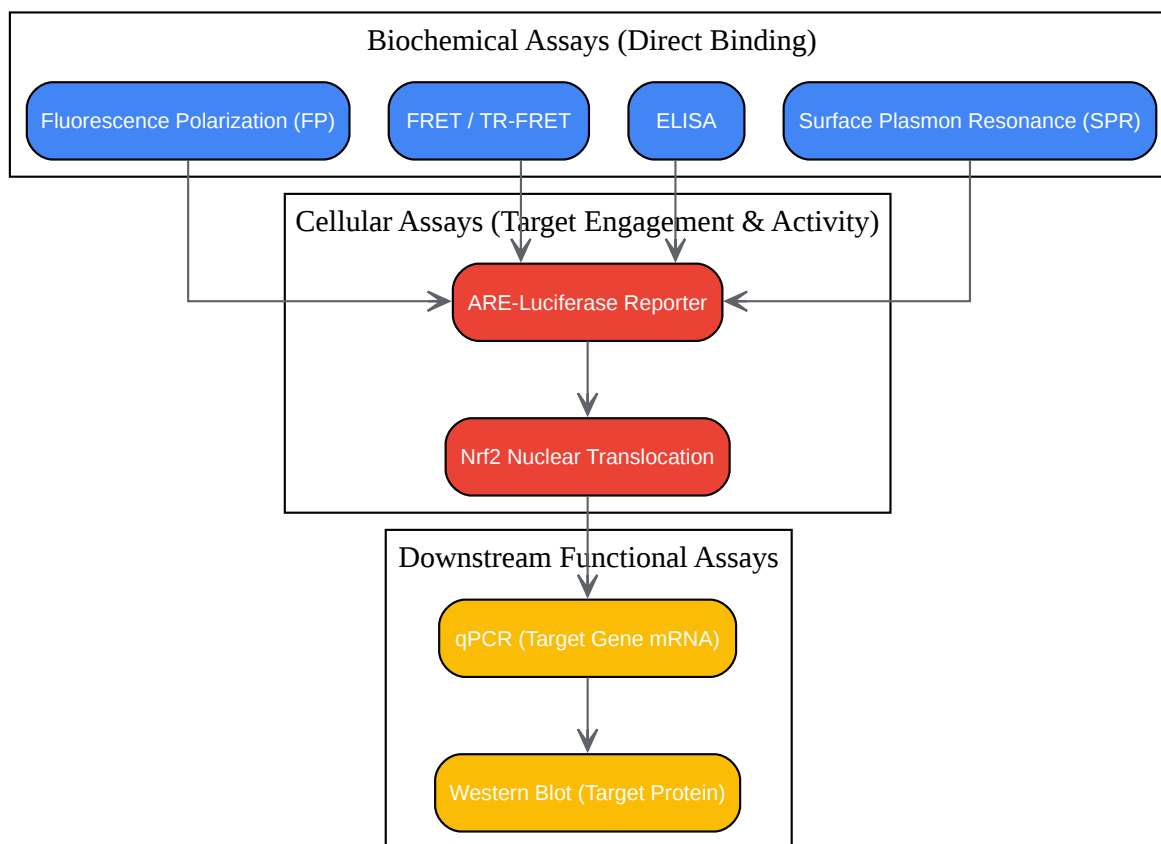 Biochemical Assays (Direct Binding)
Fluorescence Polarization (FP)
FRET / TR-FRET
ELISA
Surface Plasmon Resonance (SPR)
Cellular Assays (Target Engagement & Activity)
ARE-Luciferase Reporter
Nrf2 Nuclear Translocation
Downstream Functional Assays
qPCR (Target Gene mRNA)
Western Blot (Target Protein)